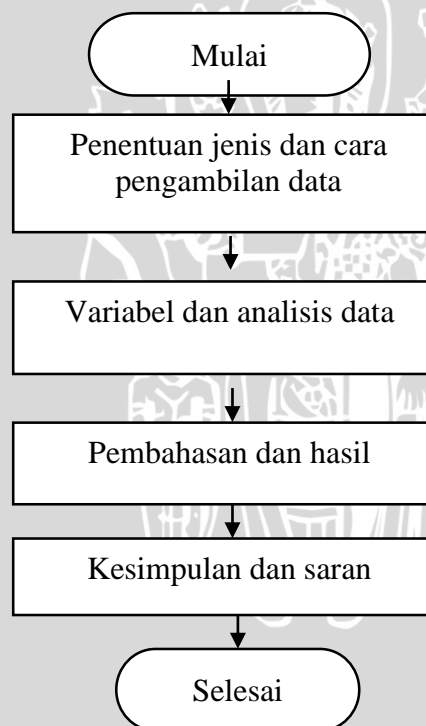 Mulai
Penentuan jenis dan cara
pengambilan data
Variabel dan analisis data
Pembahasan dan hasil
Kesimpulan dan saran
Selesai